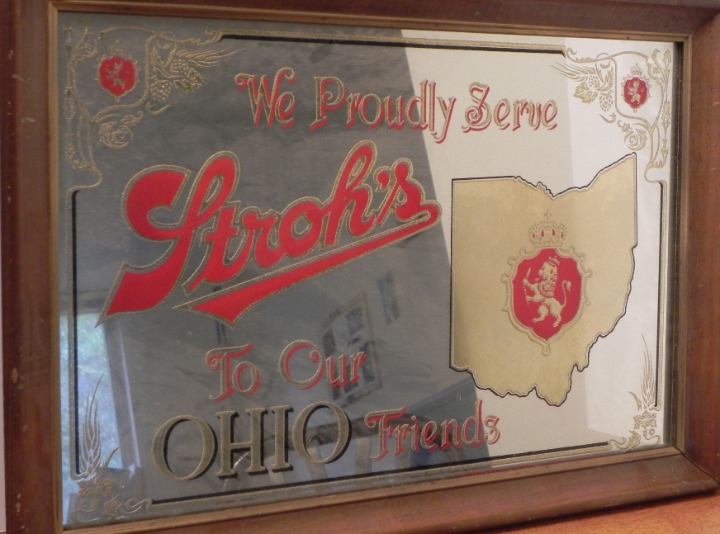 We Proudly Serve
Stroh's
To Our
OHIO Friends